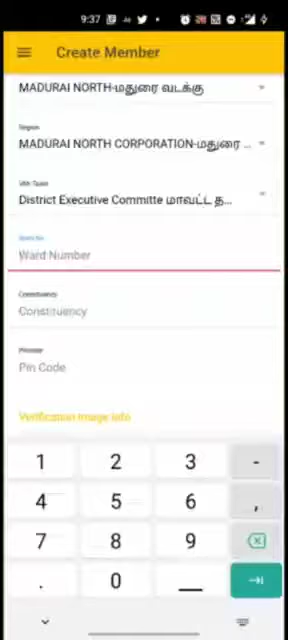 9:37
Create Member
MADURAI NORTH-மதுரை வடக்கு
Region
MADURAI NORTH CORPORATION-மதுரை ...
District Executive Committe மாவட்ட த...
Ward No
Ward Number
Constituency
Constituency
Pincode
Pin Code
Verification Image Info
1 2 3 -
4 5 6 ,
7 8 9
. 0